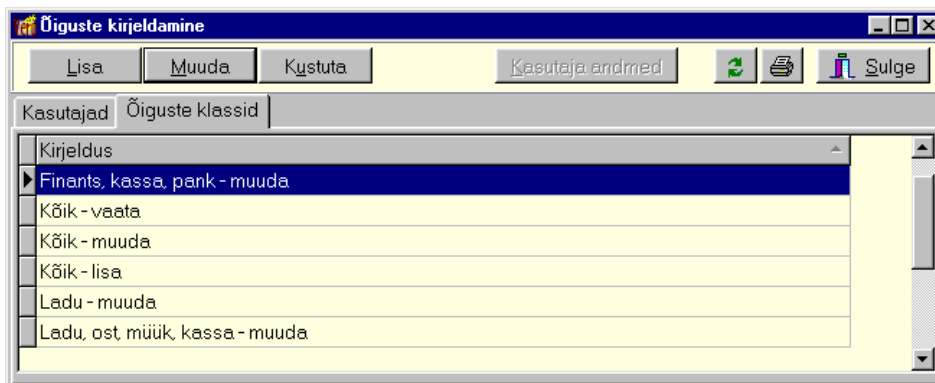 Õiguste kirjeldamine
Lisa Muuda Kustuta Kasutaja andmed Sulge
Kasutajad Õiguste klassid
Kirjeldus
Finants, kassa, pank - muuda
Kõik - vaata
Kõik - muuda
Kõik - lisa
Ladu - muuda
Ladu, ost, müük, kassa - muuda